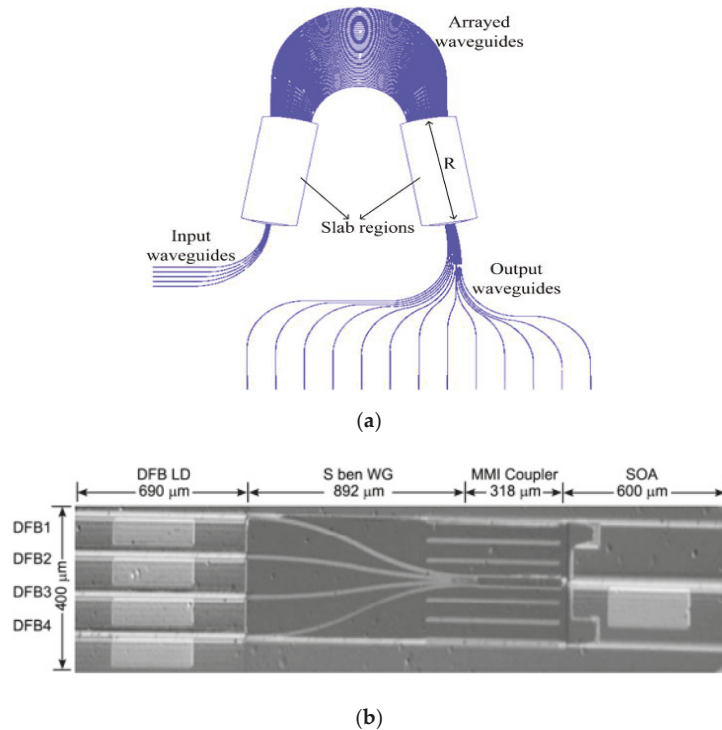 Arrayed
waveguides
R
Slab regions
Input
waveguides
Output
waveguides
(a)
DFB LD
S ben WG
MMI Coupler
SOA
690 μm
892 μm
318 μm
600 μm
DFB1
DFB2
DFB3
DFB4
400 μm
(b)